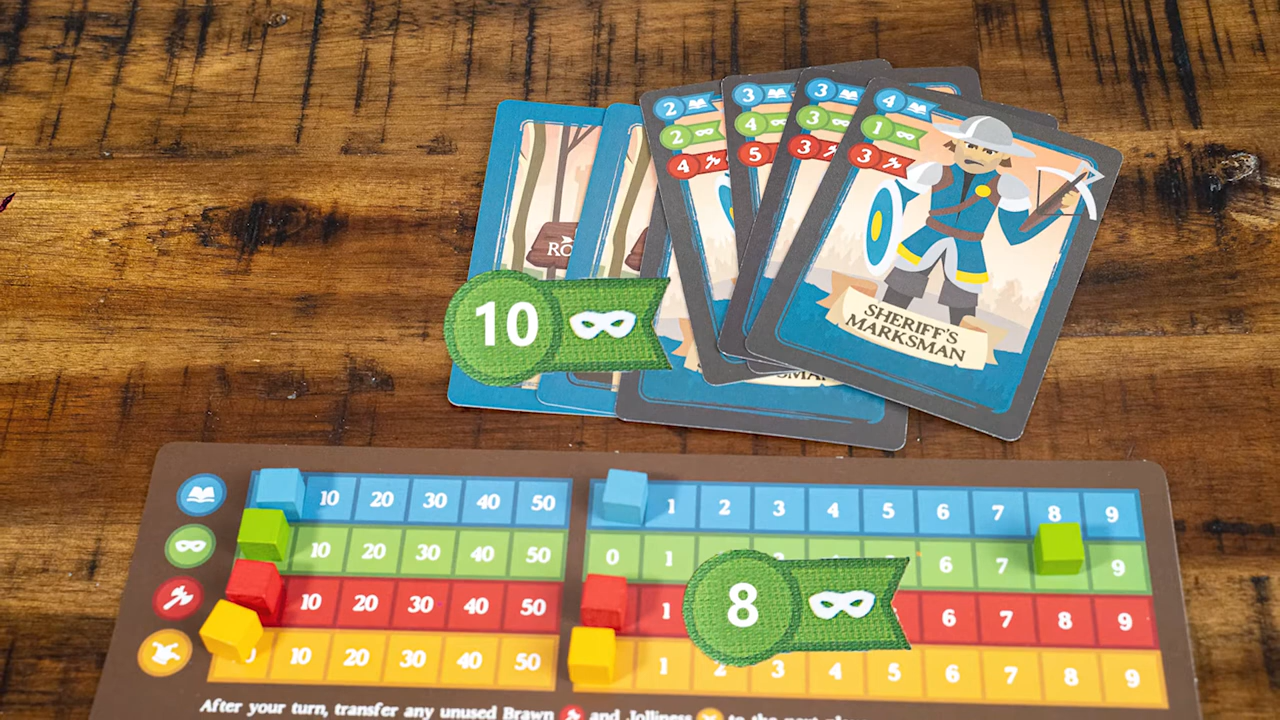 2
2
4
3
4
5
3
3
3
4
1
3
RO
10
SHERIFF'S
MARKSMAN
SMAN
10 20 30 40 50 1 2 3 4 5 6 7 8 9
10 20 30 40 50 0 1 6 7 9
10 20 30 40 50 1 6 7 8 9
8
10 20 30 40 50 1 2 3 4 5 6 7 8 9
After your turn, transfer any unused Brawn and Jolliness to the next